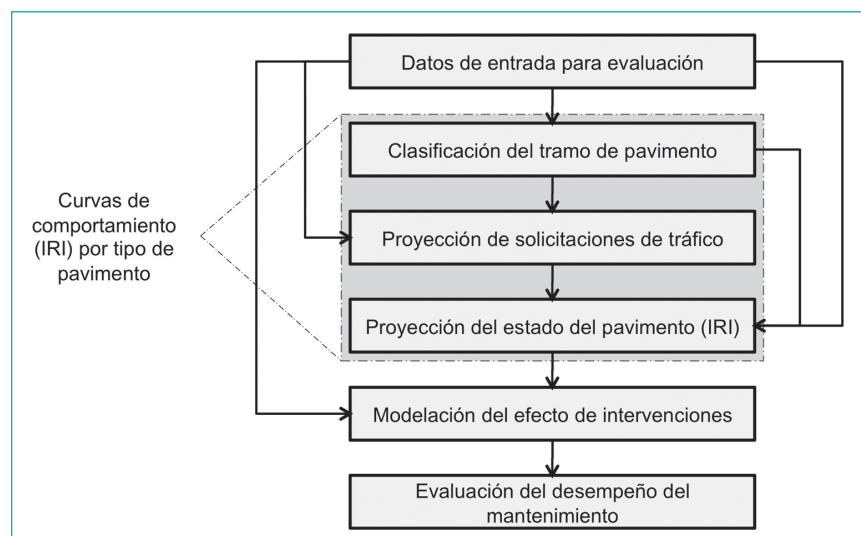 Datos de entrada para evaluación
Clasificación del tramo de pavimento
Curvas de
comportamiento
(IRI) por tipo de
pavimento
Proyección de solicitaciones de tráfico
Proyección del estado del pavimento (IRI)
Modelación del efecto de intervenciones
Evaluación del desempeño del
mantenimiento